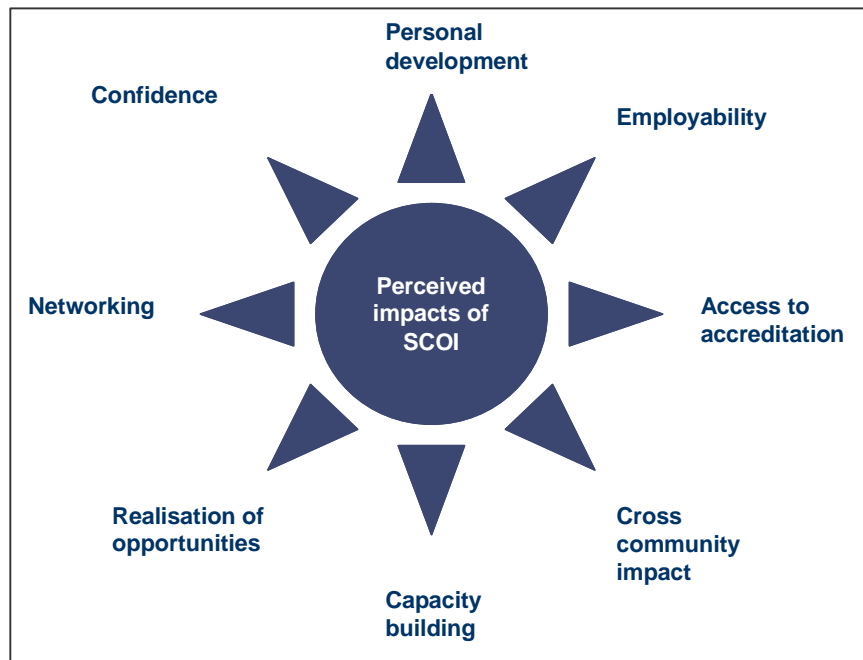 Personal
development
Confidence
Employability
Networking
Perceived
impacts of
SCOI
Access to
accreditation
Realisation of
opportunities
Cross
community
impact
Capacity
building